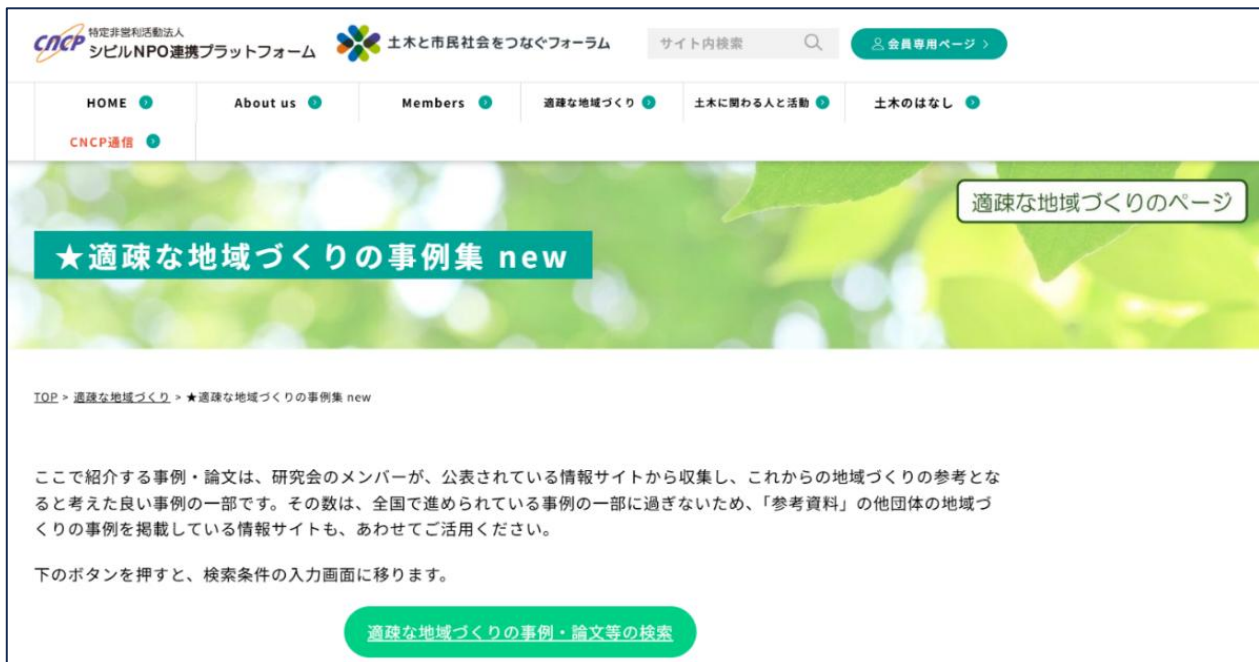 CNCP 特定非営利活動法人
シビルNPO連携プラットフォーム
土木と市民社会をつなぐフォーラム
サイト内検索
会員専用ページ
HOME
About us
Members
適疎な地域づくり
土木に関わる人と活動
土木のはなし
CNCP通信
適疎な地域づくりのページ
★適疎な地域づくりの事例集 new
TOP > 適疎な地域づくり > ★適疎な地域づくりの事例集 new
ここで紹介する事例・論文は、研究会のメンバーが、公表されている情報サイトから収集し、これからの地域づくりの参考とな
ると考えた良い事例の一部です。その数は、全国で進められている事例の一部に過ぎないため、「参考資料」の他団体の地域づ
くりの事例を掲載している情報サイトも、あわせてご活用ください。
下のボタンを押すと、検索条件の入力画面に移ります。
適疎な地域づくりの事例・論文等の検索